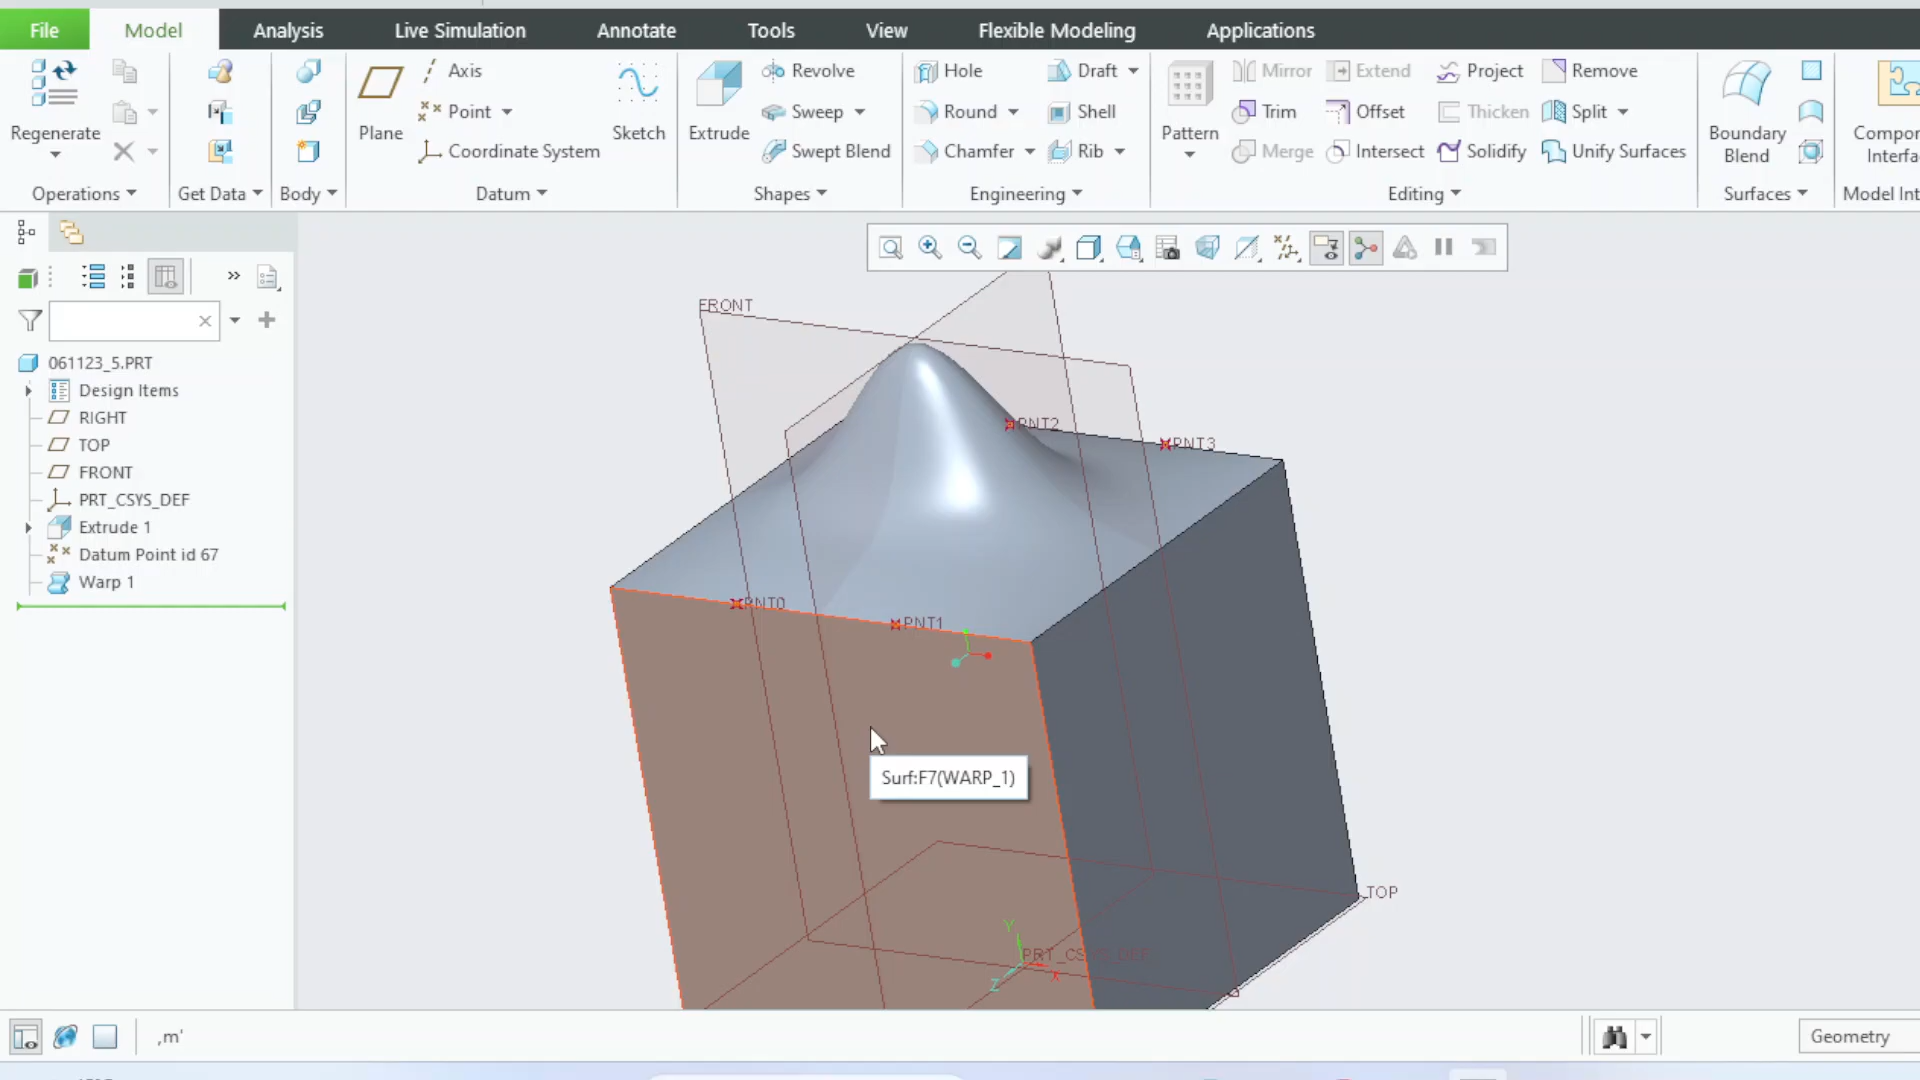 File Model Analysis Live Simulation Annotate Tools View Flexible Modeling Applications
Axis Revolve Hole Draft Mirror Extend Project Remove
Point Sweep Round Shell Trim Offset Thicken Split
Regenerate Plane Sketch Extrude Pattern Boundary Blend
Coordinate System Swept Blend Chamfer Rib Merge Intersect Solidify Unify Surfaces
Operations Get Data Body Datum Shapes Engineering Editing Surfaces
FRONT
061123_5.PRT
Design Items
RIGHT
TOP
FRONT
PRT_CSYS_DEF
Extrude 1
Datum Point id 67
Warp 1
PNT2
PNT3
PNT0
PNT1
Surf:F7(WARP_1)
TOP
Y
X
Z
,m'
Geometry